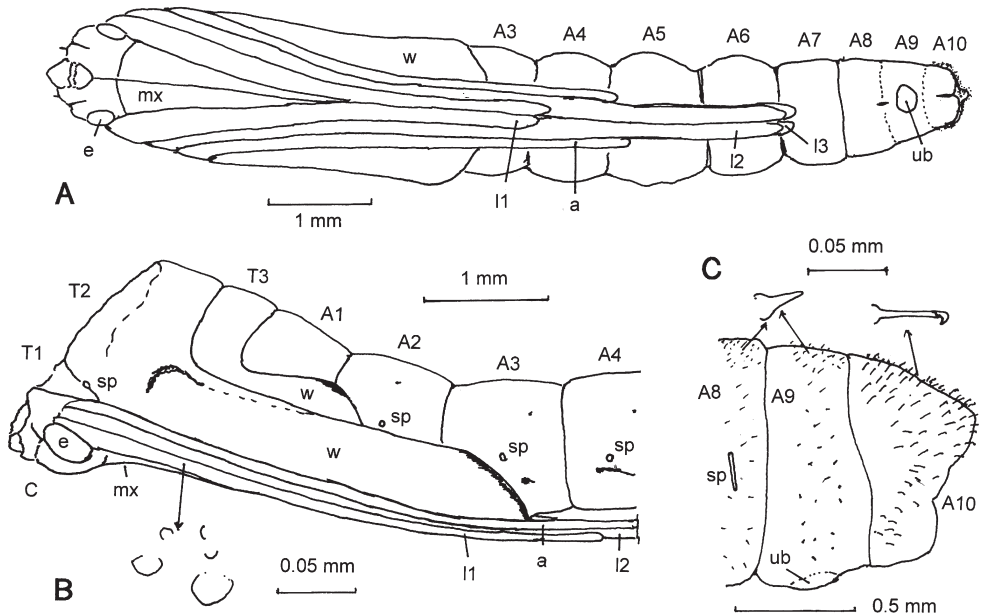 A3 A4 A5 A6 A7 A8 A9 A10
w
mx
e
l1
a
l2
l3
ub
A
1 mm
0.05 mm
C
T3
T2
1 mm
A1
T1
A2
A3
A4
sp
w
sp
sp
sp
e
w
C
mx
l1
a
l2
B
0.05 mm
A8
A9
sp
A10
ub
0.5 mm